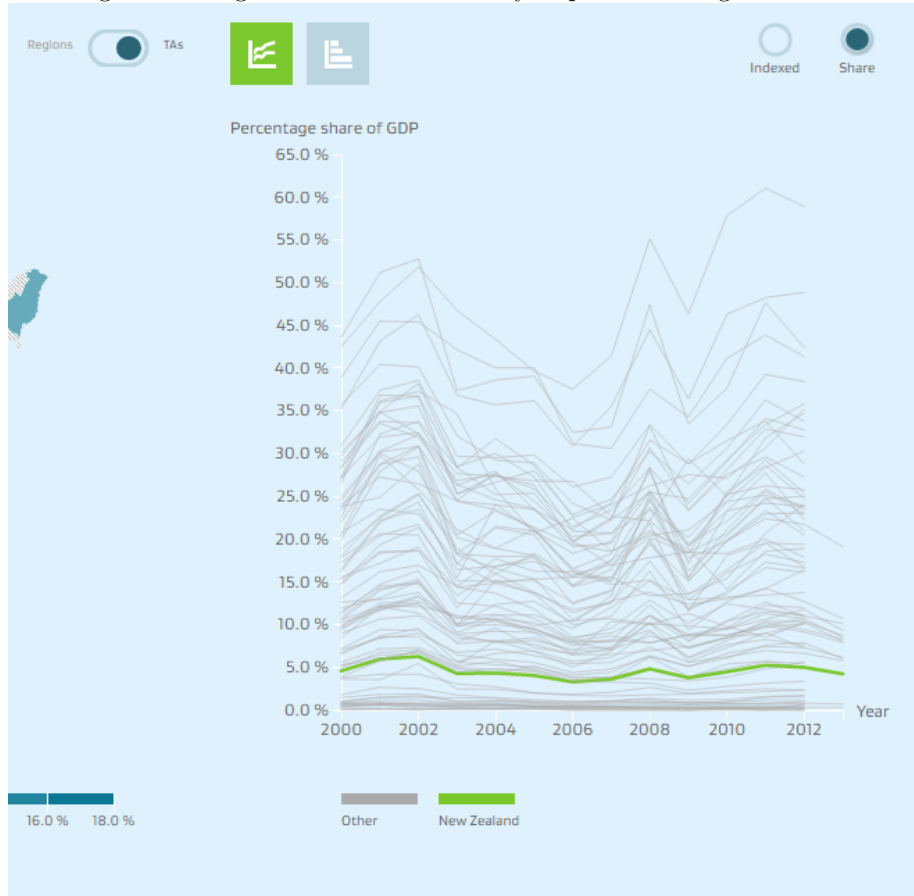 Regions TAs Indexed Share
Percentage share of GDP
65.0 %
60.0 %
55.0 %
50.0 %
45.0 %
40.0 %
35.0 %
30.0 %
25.0 %
20.0 %
15.0 %
10.0 %
5.0 %
0.0 %
Year
2000 2002 2004 2006 2008 2010 2012
16.0 % 18.0 %
Other New Zealand